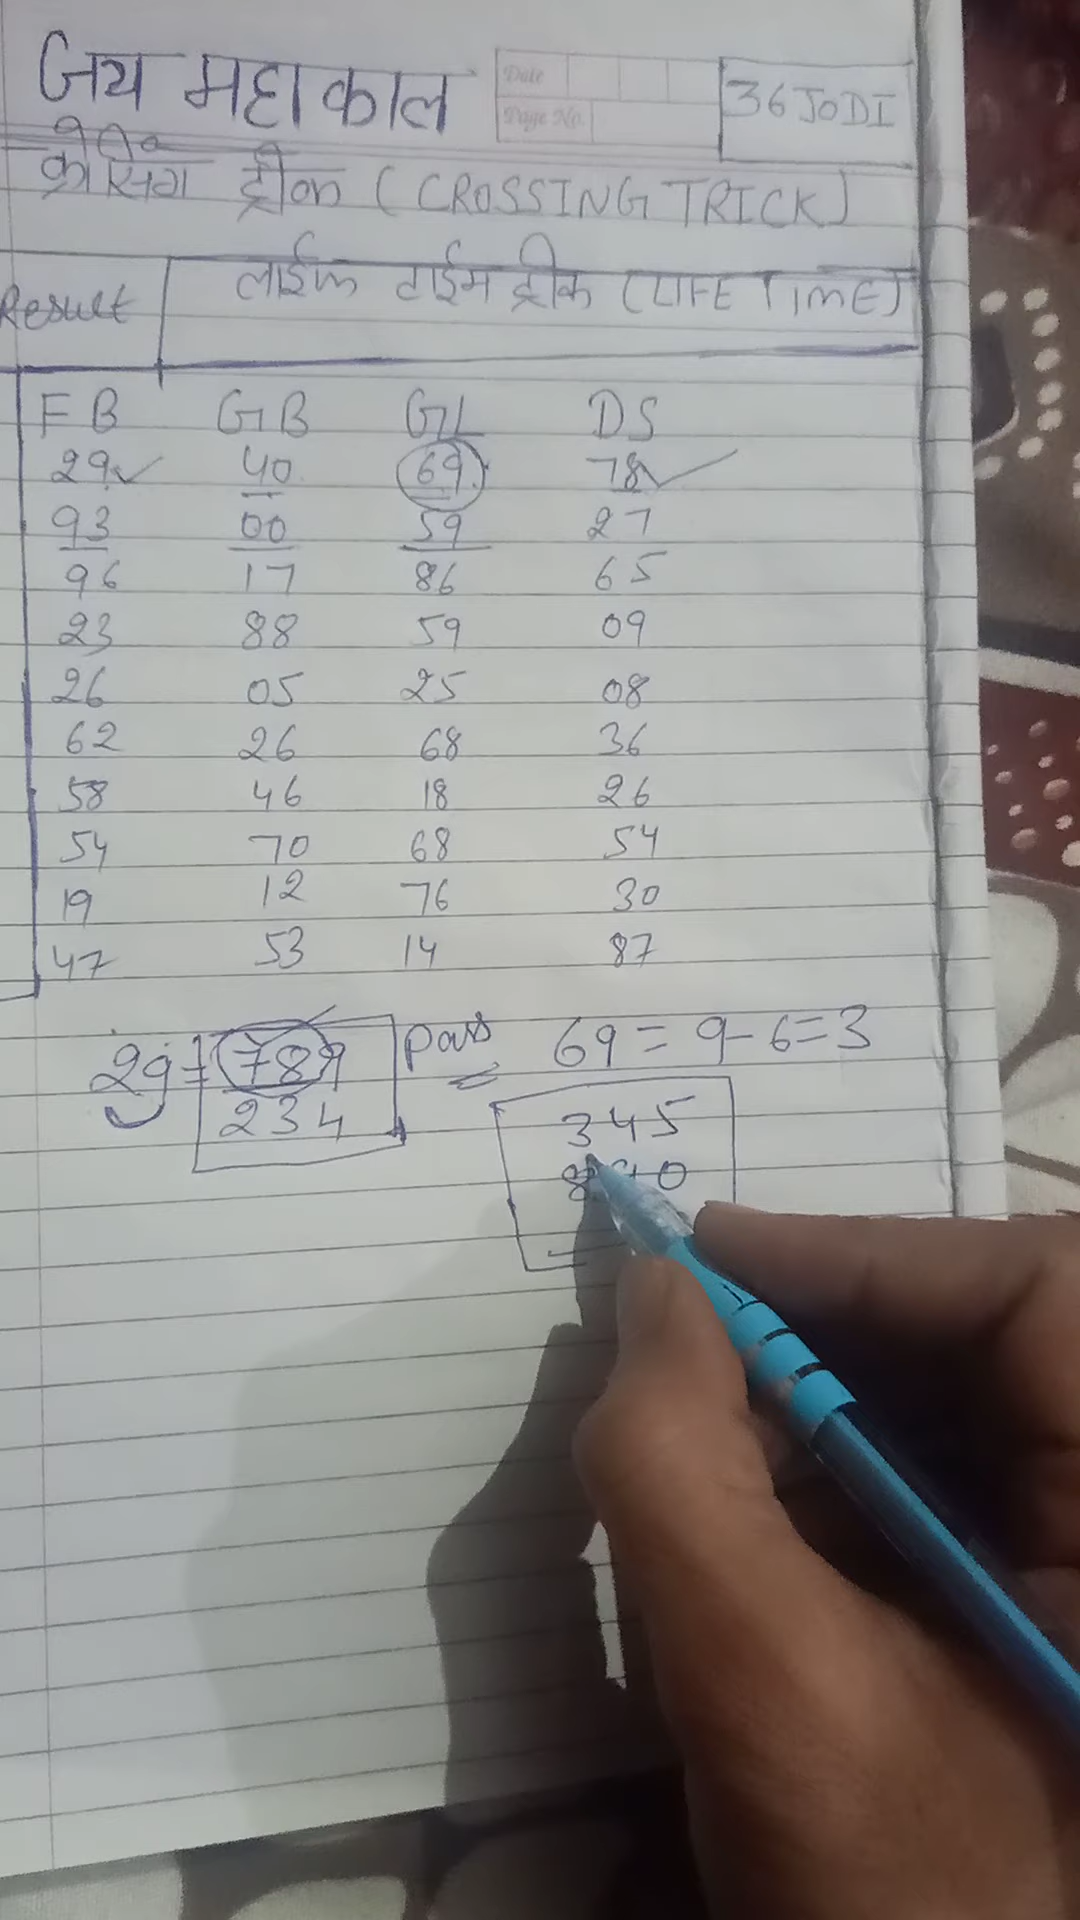 जय महाकाल
Date
Page No.
36 JODI
क्रोसिंग ट्रीक (CROSSING TRICK)
Result
लाईफ टाईम ट्रीक (LIFE TIME)
FB GB GL DS
29 40 69 78
93 00 59 27
96 17 86 65
23 88 59 09
26 05 25 08
62 26 68 36
58 46 18 26
54 70 68 54
19 12 76 30
47 53 14 87
29= 789 pass
234
69 = 9-6=3
345
890